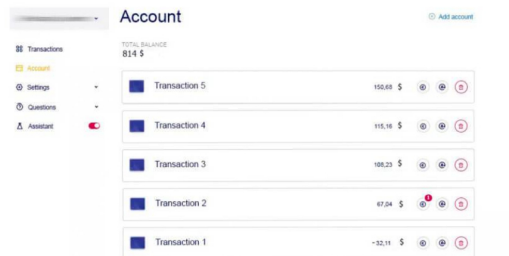 Account
Add account
Transactions
TOTAL BALANCE
814 $
Account
Settings
Questions
Assistant
Transaction 5 150,68 $
Transaction 4 115,16 $
Transaction 3 108,23 $
Transaction 2 67,04 $ 1
Transaction 1 -32,11 $